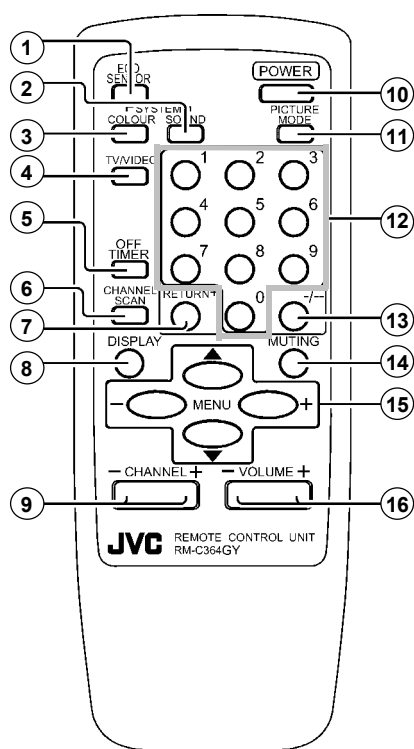 1
ECO
SENSOR
POWER
2
SYSTEM
10
COLOUR
SOUND
PICTURE
MODE
3
11
4
TV/VIDEO
1
2
3
4
5
6
12
5
OFF
TIMER
7
8
9
6
CHANNEL
SCAN
RETURN+
0
-/--
7
13
DISPLAY
MUTING
8
14
- MENU +
15
- CHANNEL +
- VOLUME +
9
16
JVC
REMOTE CONTROL UNIT
RM-C364GY